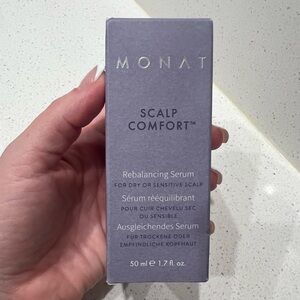 MONAT
SCALP
COMFORT™
Rebalancing Serum
FOR DRY OR SENSITIVE SCALP
Sérum rééquilibrant
POUR CUIR CHEVELU SEC
OU SENSIBLE
Ausgleichendes Serum
FÜR TROCKENE ODER
EMPFINDLICHE KOPFHAUT
50 ml ℮ 1.7 fl. oz.